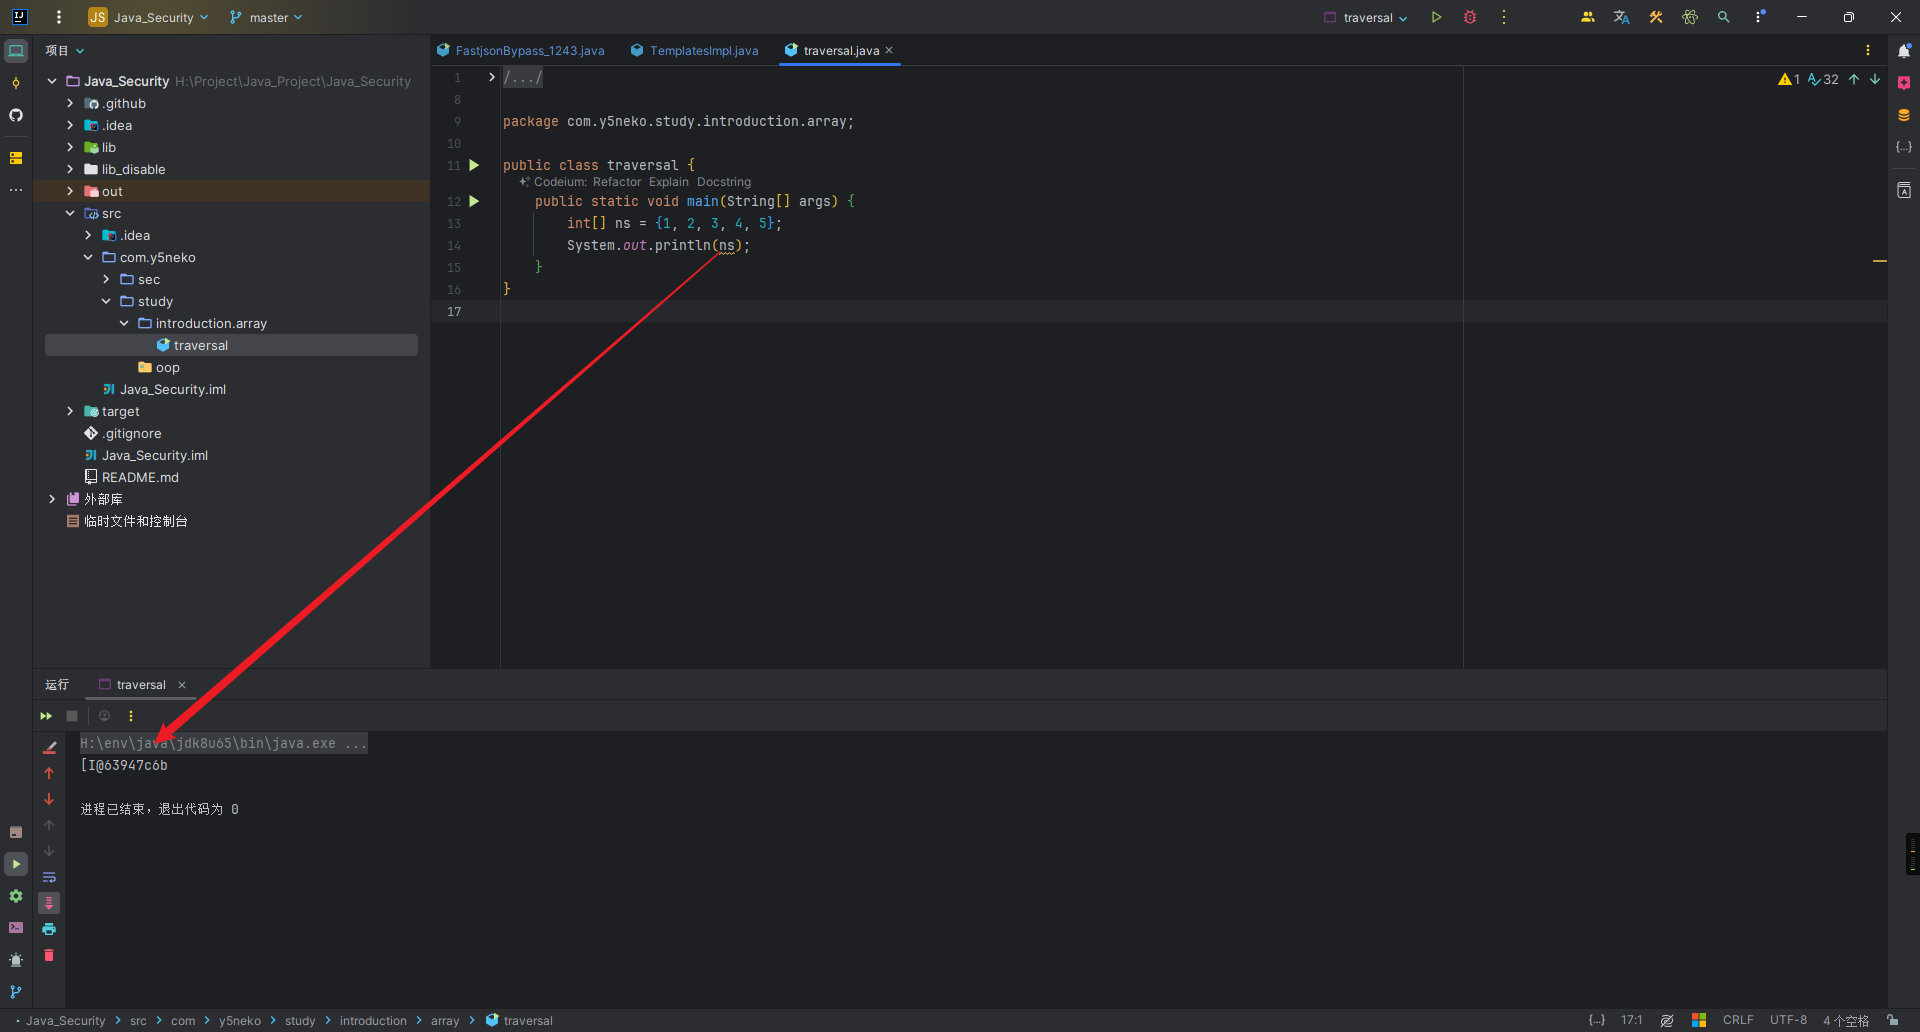 IJ
JS Java_Security master traversal
项目
FastjsonBypass_1243.java TemplatesImpl.java traversal.java
Java_Security H:\Project\Java_Project\Java_Security
.github
.idea
lib
lib_disable
out
src
.idea
com.y5neko
sec
study
introduction.array
traversal
oop
Java_Security.iml
target
.gitignore
Java_Security.iml
README.md
外部库
临时文件和控制台
1 /.../
1 32
8
9 package com.y5neko.study.introduction.array;
10
11 public class traversal {
Codeium: Refactor Explain Docstring
12 public static void main(String[] args) {
13 int[] ns = {1, 2, 3, 4, 5};
14 System.out.println(ns);
15 }
16 }
17
运行 traversal
H:\env\java\jdk8u65\bin\java.exe ...
[I@63947c6b
进程已结束，退出代码为 0
Java_Security src com y5neko study introduction array traversal
{...} 17:1 CRLF UTF-8 4 个空格